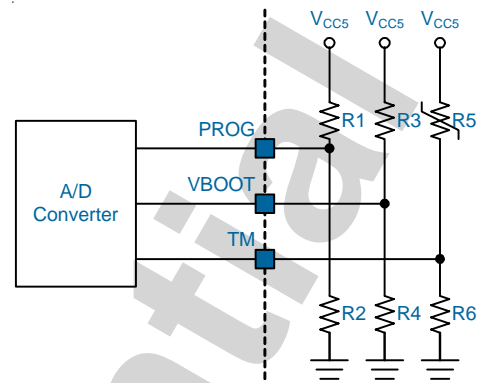 VCC5 VCC5 VCC5
R1 R3 R5
PROG
VBOOT
A/D
Converter
TM
R2 R4 R6